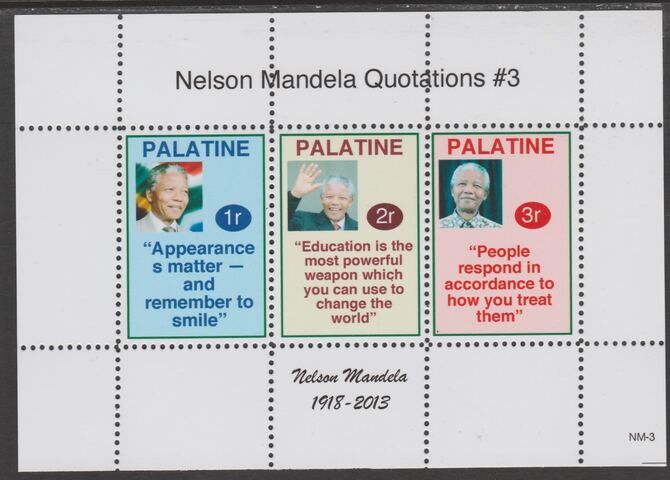 Nelson Mandela Quotations #3
PALATINE
1r
“Appearance
s matter —
and
remember to
smile”
PALATINE
2r
“Education is the
most powerful
weapon which
you can use to
change the
world”
PALATINE
3r
“People
respond in
accordance to
how you treat
them”
Nelson Mandela
1918-2013
NM-3